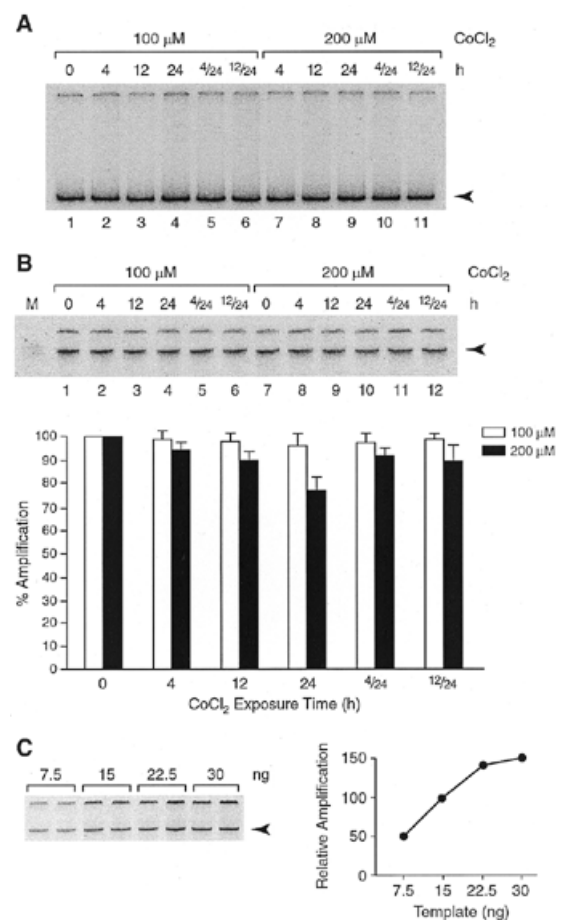 A
100 µM 200 µM CoCl2
0 4 12 24 4/24 12/24 4 12 24 4/24 12/24 h
1 2 3 4 5 6 7 8 9 10 11
B
100 µM 200 µM CoCl2
M 0 4 12 24 4/24 12/24 0 4 12 24 4/24 12/24 h
1 2 3 4 5 6 7 8 9 10 11 12
100
90
80
70
60
50
40
30
20
10
0
% Amplification
100 µM
200 µM
0 4 12 24 4/24 12/24
CoCl2 Exposure Time (h)
C
7.5 15 22.5 30 ng
150
100
50
0
Relative Amplification
7.5 15 22.5 30
Template (ng)